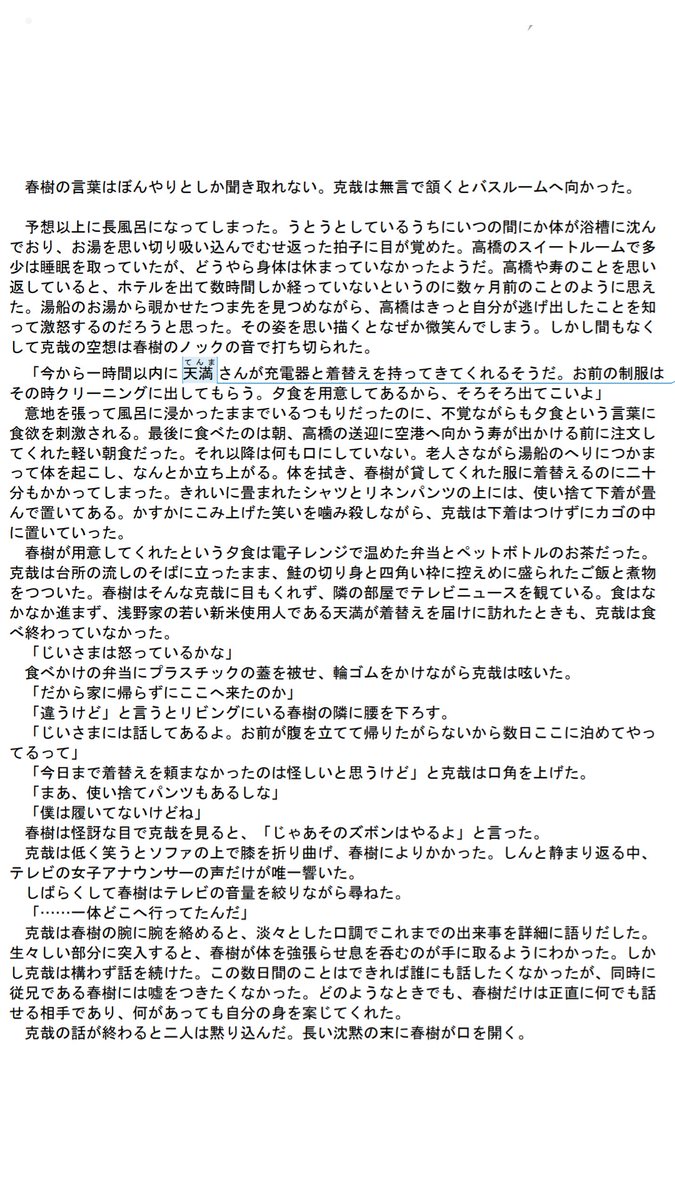 春樹の言葉はぼんやりとしか聞き取れない。克哉は無言で頷くとバスルームへ向かった。
予想以上に長風呂になってしまった。うとうとしているうちにいつの間にか体が浴槽に沈ん
でおり、お湯を思い切り吸い込んでむせ返った拍子に目が覚めた。高橋のスイートルームで多
少は睡眠を取っていたが、どうやら身体は休まっていなかったようだ。高橋や寿のことを思い
返していると、ホテルを出て数時間しか経っていないというのに数ヶ月前のことのように思え
た。湯船のお湯から覗かせたつま先を見つめながら、高橋はきっと自分が逃げ出したことを知
って激怒するのだろうと思った。その姿を思い描くとなぜか微笑んでしまう。しかし間もなく
して克哉の空想は春樹のノックの音で打ち切られた。
てんま
「今から一時間以内に天満さんが充電器と着替えを持ってきてくれるそうだ。お前の制服は
その時クリーニングに出してもらう。夕食を用意してあるから、そろそろ出てこいよ」
意地を張って風呂に浸かったままでいるつもりだったのに、不覚ながらも夕食という言葉に
食欲を刺激される。最後に食べたのは朝、高橋の送迎に空港へ向かう寿が出かける前に注文し
てくれた軽い朝食だった。それ以降は何も口にしていない。老人さながら湯船のへりにつかま
って体を起こし、なんとか立ち上がる。体を拭き、春樹が貸してくれた服に着替えるのに二十
分もかかってしまった。きれいに畳まれたシャツとリネンパンツの上には、使い捨て下着が畳
んで置いてある。かすかにこみ上げた笑いを噛み殺しながら、克哉は下着はつけずにカゴの中
に置いていった。
春樹が用意してくれたという夕食は電子レンジで温めた弁当とペットボトルのお茶だった。
克哉は台所の流しのそばに立ったまま、鮭の切り身と四角い枠に控えめに盛られたご飯と煮物
をつついた。春樹はそんな克哉に目もくれず、隣の部屋でテレビニュースを観ている。食はな
かなか進まず、浅野家の若い新米使用人である天満が着替えを届けに訪れたときも、克哉は食
べ終わっていなかった。
「じいさまは怒っているかな」
食べかけの弁当にプラスチックの蓋を被せ、輪ゴムをかけながら克哉は呟いた。
「だから家に帰らずにここへ来たのか」
「違うけど」と言うとリビングにいる春樹の隣に腰を下ろす。
「じいさまには話してあるよ。お前が腹を立てて帰りたがらないから数日ここに泊めてやっ
てるって」
「今日まで着替えを頼まなかったのは怪しいと思うけど」と克哉は口角を上げた。
「まあ、使い捨てパンツもあるしな」
「僕は履いてないけどね」
春樹は怪訝な目で克哉を見ると、「じゃあそのズボンはやるよ」と言った。
克哉は低く笑うとソファの上で膝を折り曲げ、春樹によりかかった。しんと静まり返る中、
テレビの女子アナウンサーの声だけが唯一響いた。
しばらくして春樹はテレビの音量を絞りながら尋ねた。
「……一体どこへ行ってたんだ」
克哉は春樹の腕に腕を絡めると、淡々とした口調でこれまでの出来事を詳細に語りだした。
生々しい部分に突入すると、春樹が体を強張らせ息を呑むのが手に取るようにわかった。しか
し克哉は構わず話を続けた。この数日間のことはできれば誰にも話したくなかったが、同時に
従兄である春樹には嘘をつきたくなかった。どのようなときでも、春樹だけは正直に何でも話
せる相手であり、何があっても自分の身を案じてくれた。
克哉の話が終わると二人は黙り込んだ。長い沈黙の末に春樹が口を開く。